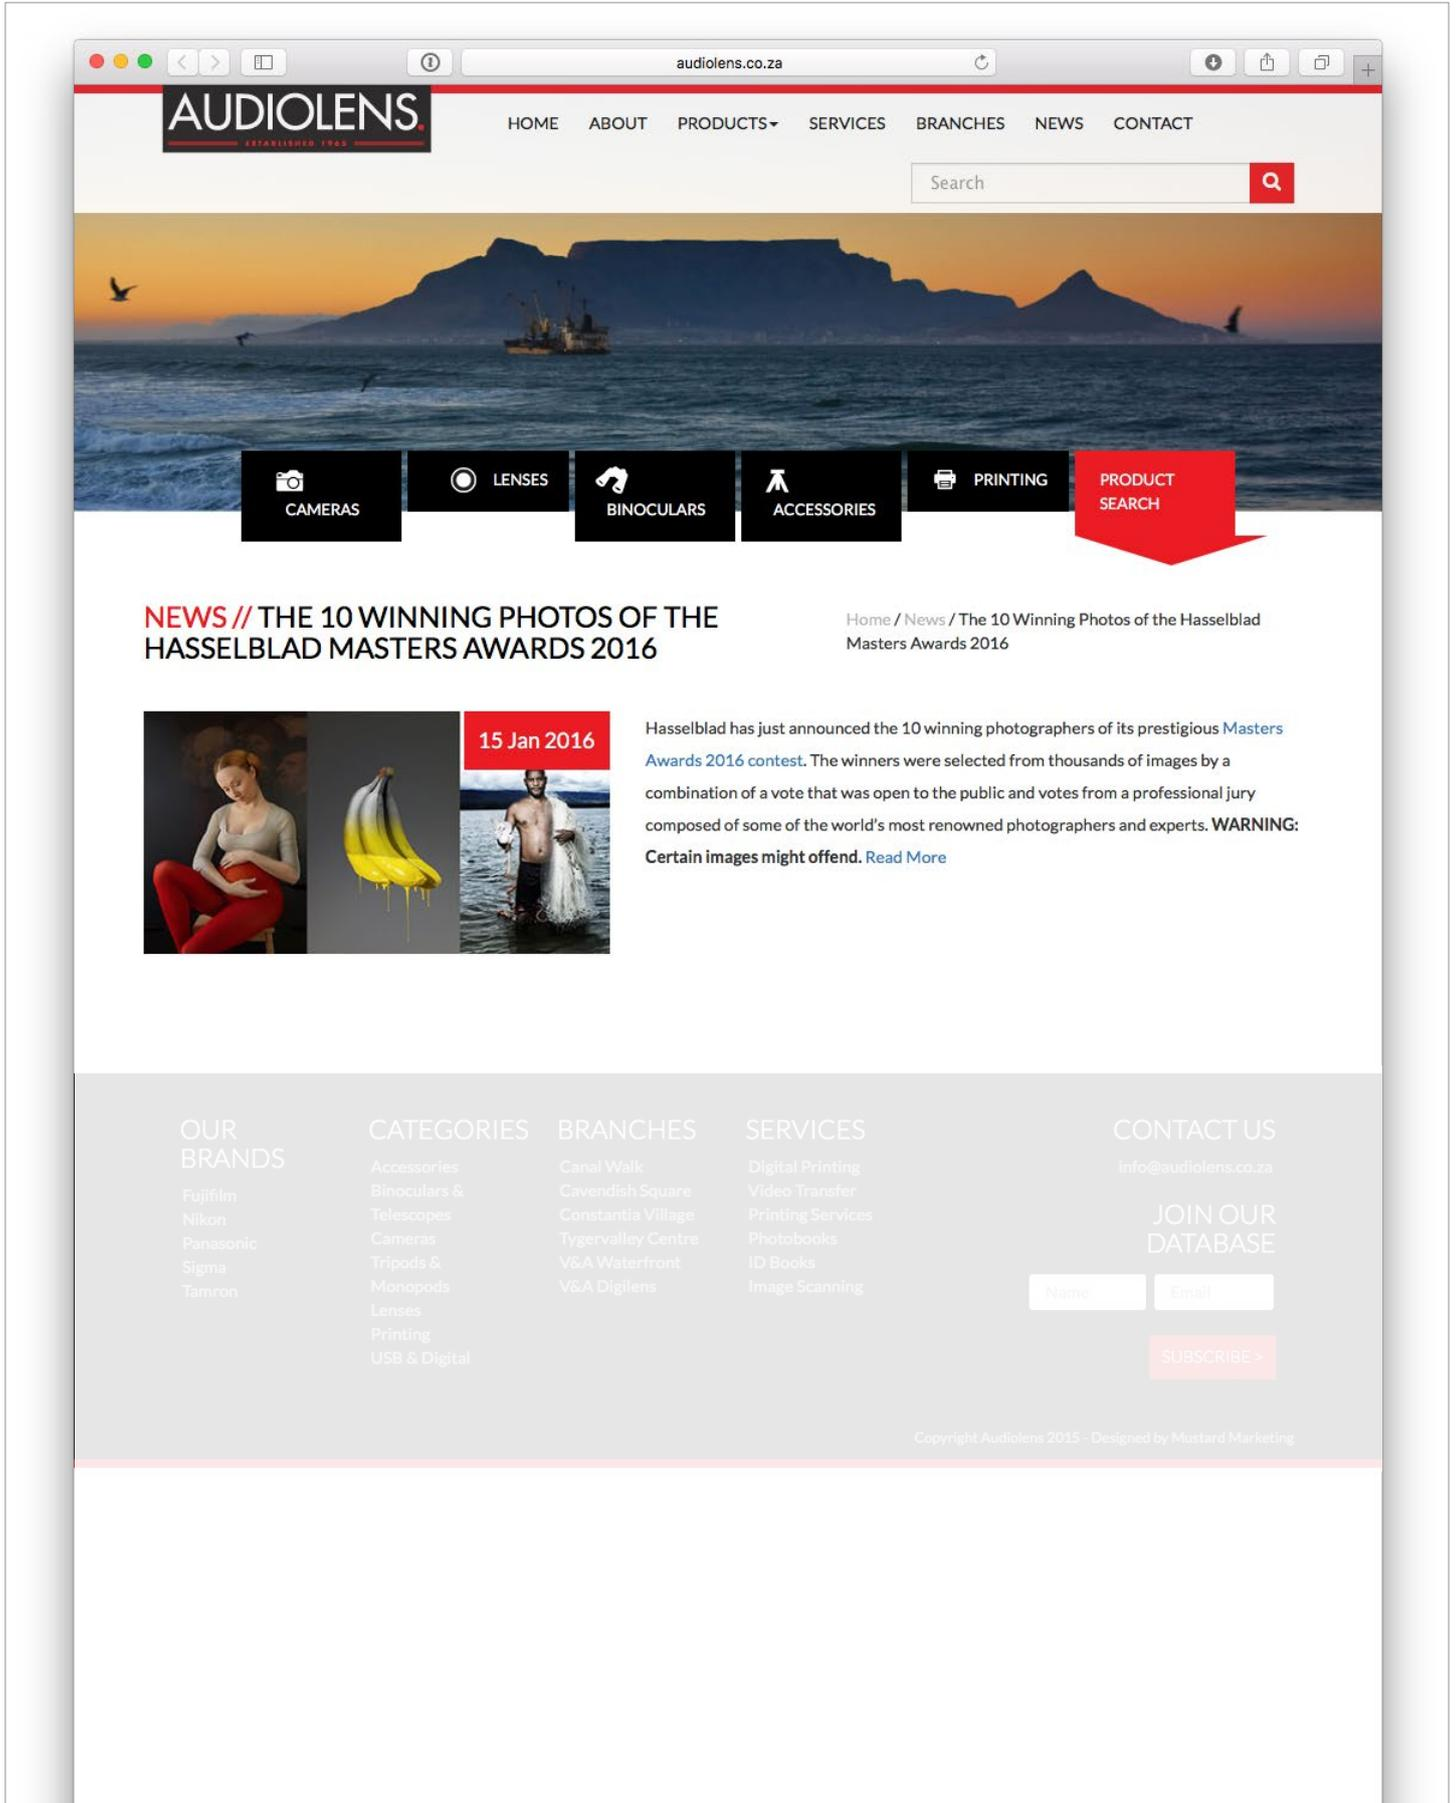 audiolens.co.za
AUDIOLENS.
ESTABLISHED 1965
HOME ABOUT PRODUCTS SERVICES BRANCHES NEWS CONTACT
Search
CAMERAS
LENSES
BINOCULARS
ACCESSORIES
PRINTING
PRODUCT
SEARCH
NEWS // THE 10 WINNING PHOTOS OF THE
HASSELBLAD MASTERS AWARDS 2016
Home / News / The 10 Winning Photos of the Hasselblad
Masters Awards 2016
15 Jan 2016
Hasselblad has just announced the 10 winning photographers of its prestigious Masters
Awards 2016 contest. The winners were selected from thousands of images by a
combination of a vote that was open to the public and votes from a professional jury
composed of some of the world's most renowned photographers and experts. WARNING:
Certain images might offend. Read More
OUR
BRANDS
Fujifilm
Nikon
Panasonic
Sigma
Tamron
CATEGORIES
Accessories
Binoculars &
Telescopes
Cameras
Tripods &
Monopods
Lenses
Printing
USB & Digital
BRANCHES
Canal Walk
Cavendish Square
Constantia Village
Tygervalley Centre
V&A Waterfront
V&A Digilens
SERVICES
Digital Printing
Video Transfer
Printing Services
Photobooks
ID Books
Image Scanning
CONTACT US
info@audiolens.co.za
JOIN OUR
DATABASE
Name Email
SUBSCRIBE >
Copyright Audiolens 2015 - Designed by Mustard Marketing